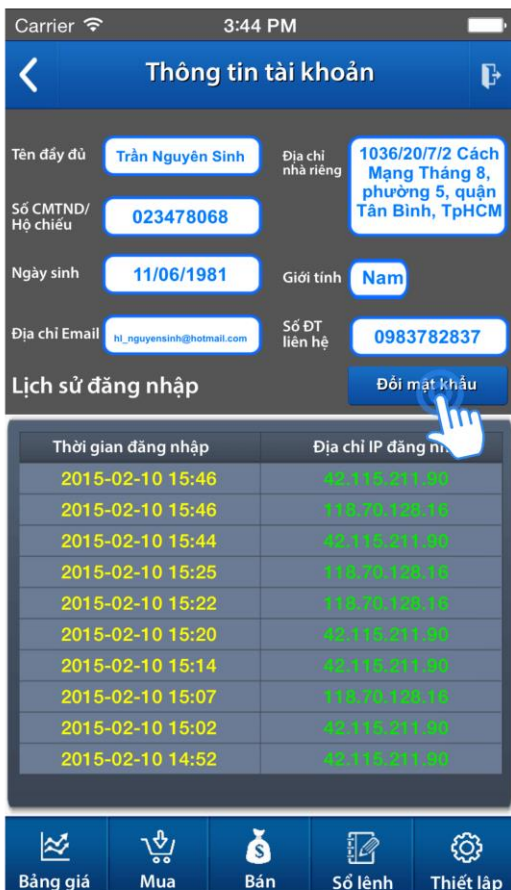 Carrier 3:44 PM
Thông tin tài khoản
Tên đầy đủ
Trần Nguyên Sinh
Địa chỉ
nhà riêng
1036/20/7/2 Cách
Mạng Tháng 8,
phường 5, quận
Tân Bình, TpHCM
Số CMTND/
Hộ chiếu
023478068
Ngày sinh
11/06/1981
Giới tính
Nam
Địa chỉ Email
hl_nguyensinh@hotmail.com
Số ĐT
liên hệ
0983782837
Lịch sử đăng nhập
Đổi mật khẩu
Thời gian đăng nhập Địa chỉ IP đăng
2015-02-10 15:46 42.115.211.90
2015-02-10 15:46 118.70.128.16
2015-02-10 15:44 42.115.211.90
2015-02-10 15:25 118.70.128.16
2015-02-10 15:22 118.70.128.16
2015-02-10 15:20 42.115.211.90
2015-02-10 15:14 42.115.211.90
2015-02-10 15:07 118.70.128.16
2015-02-10 15:02 42.115.211.90
2015-02-10 14:52 42.115.211.90
Bảng giá Mua Bán Sổ lệnh Thiết lập